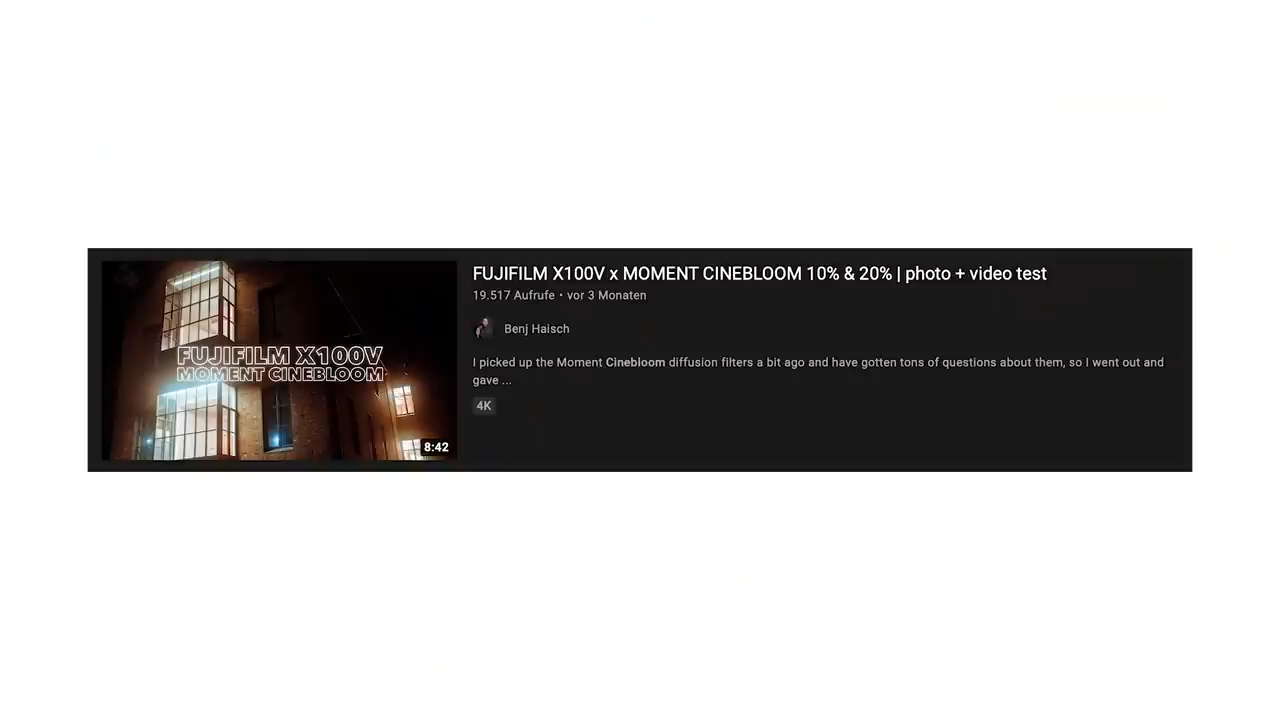 FUJIFILM X100V
MOMENT CINEBLOOM
8:42
FUJIFILM X100V x MOMENT CINEBLOOM 10% & 20% | photo + video test
19.517 Aufrufe • vor 3 Monaten
Benj Haisch
I picked up the Moment Cinebloom diffusion filters a bit ago and have gotten tons of questions about them, so I went out and
gave ...
4K